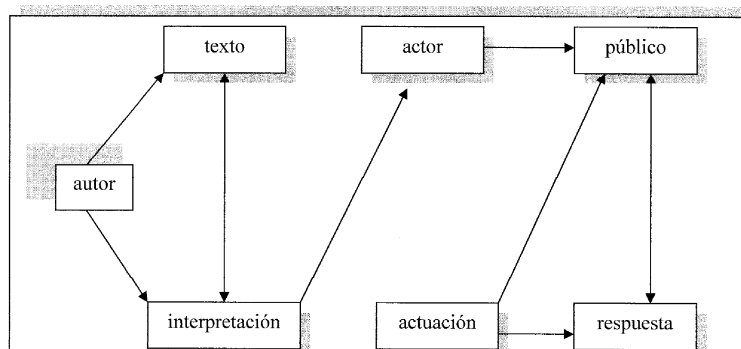 texto
actor
público
autor
interpretación
actuación
respuesta